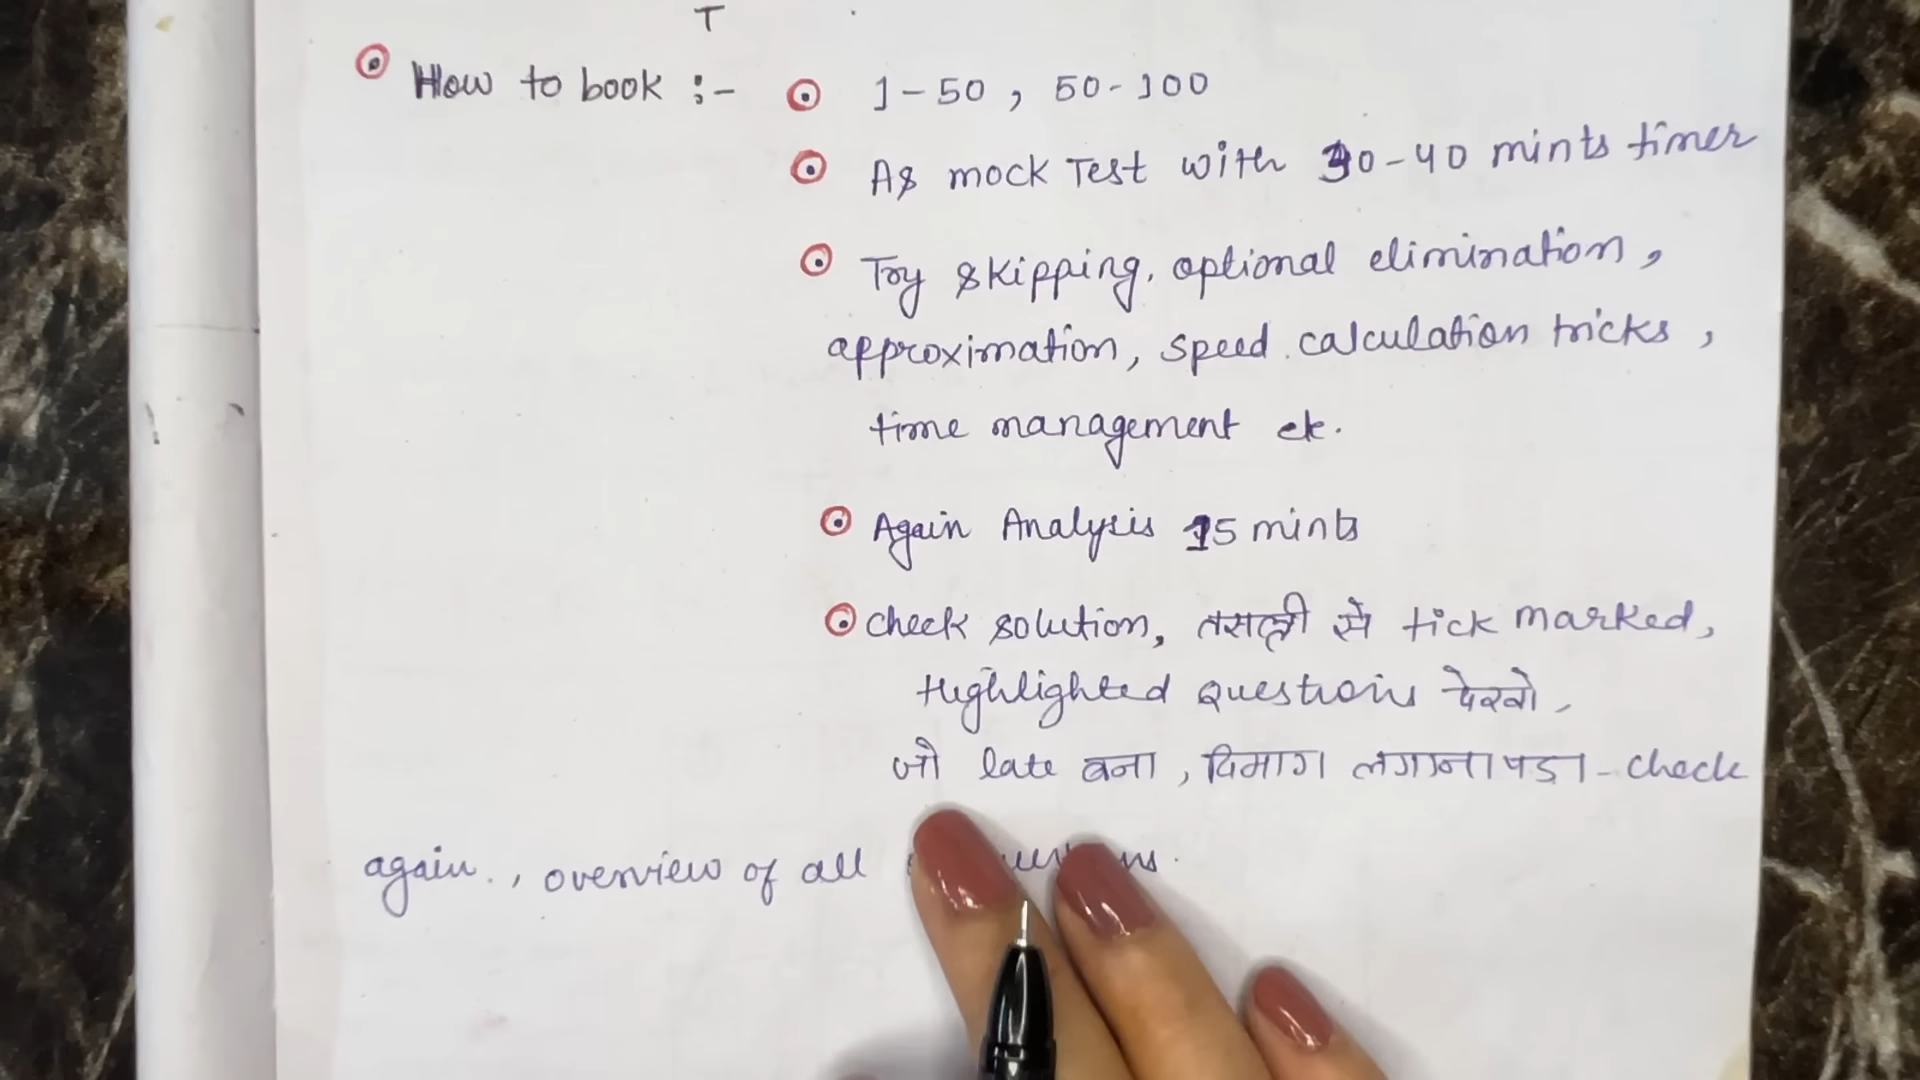 T
How to book :- 1-50, 50-100
As mock Test with 30-40 mints timer
Try skipping, optional elimination,
approximation, speed calculation tricks,
time management etc.
Again Analysis 15 mints
check solution, तसल्ली से tick marked,
Highlighted questions देखो,
जो late बना, दिमाग लगाना पड़ा - check
again., overview of all